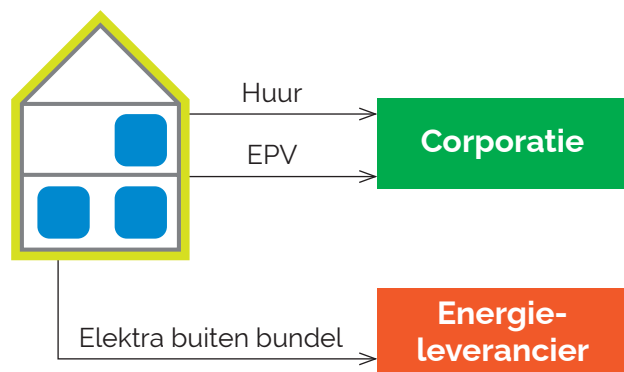 Huur
EPV
Corporatie
Elektra buiten bundel
Energie-
leverancier